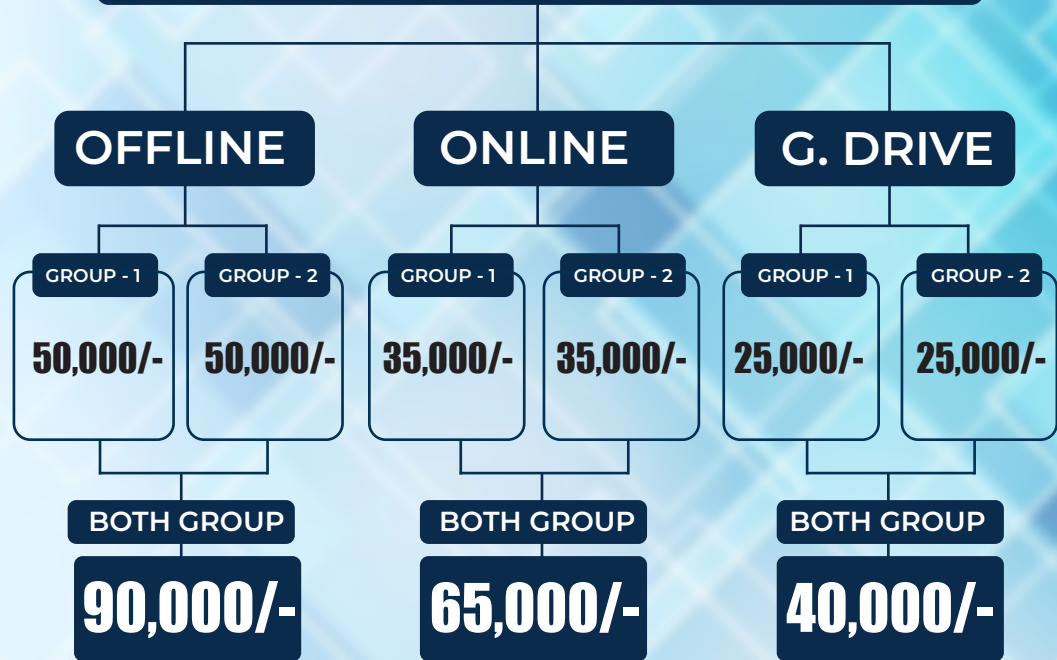 OFFLINE
ONLINE
G. DRIVE
GROUP - 1
GROUP - 2
GROUP - 1
GROUP - 2
GROUP - 1
GROUP - 2
50,000/-
50,000/-
35,000/-
35,000/-
25,000/-
25,000/-
BOTH GROUP
BOTH GROUP
BOTH GROUP
90,000/-
65,000/-
40,000/-